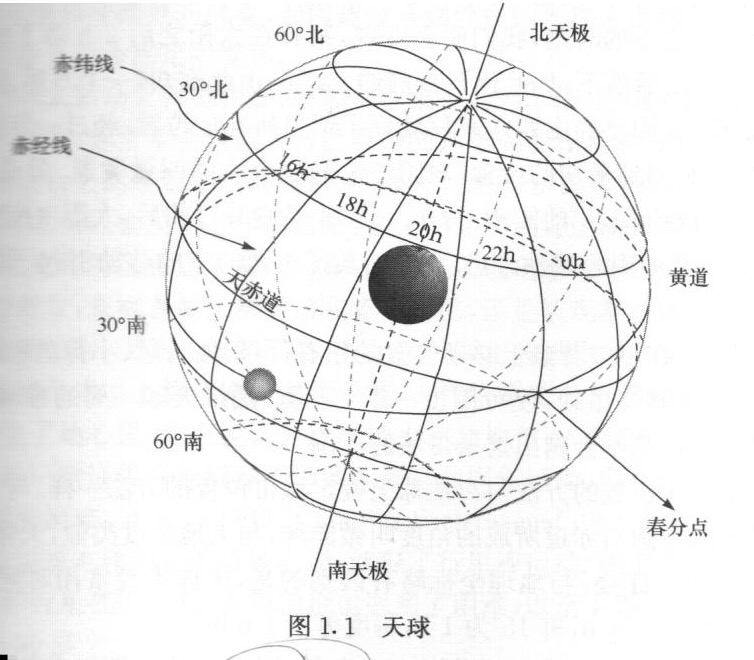 60°北
北天极
赤纬线
30°北
赤经线
16h
18h
20h
22h
0h
黄道
天赤道
30°南
60°南
春分点
南天极
图 1.1 天球